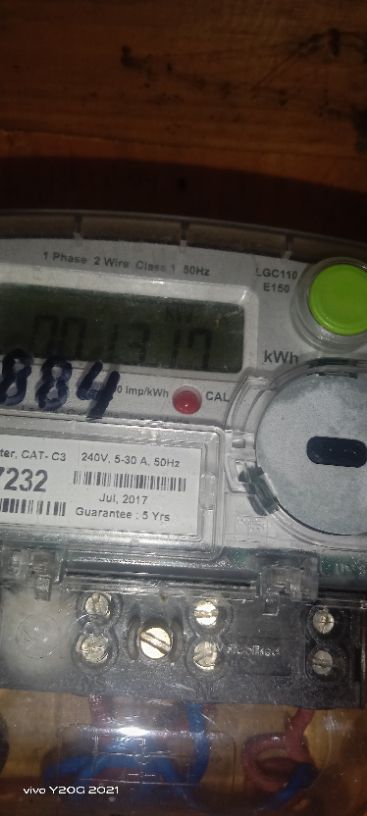 1 Phase 2 Wire Class 1 50Hz
LGC110
E150
kWh
884
0 imp/kWh
CAL
ter, CAT- C3 240V, 5-30 A, 50Hz
7232
Jul, 2017
Guarantee : 5 Yrs
vivo Y20G 2021